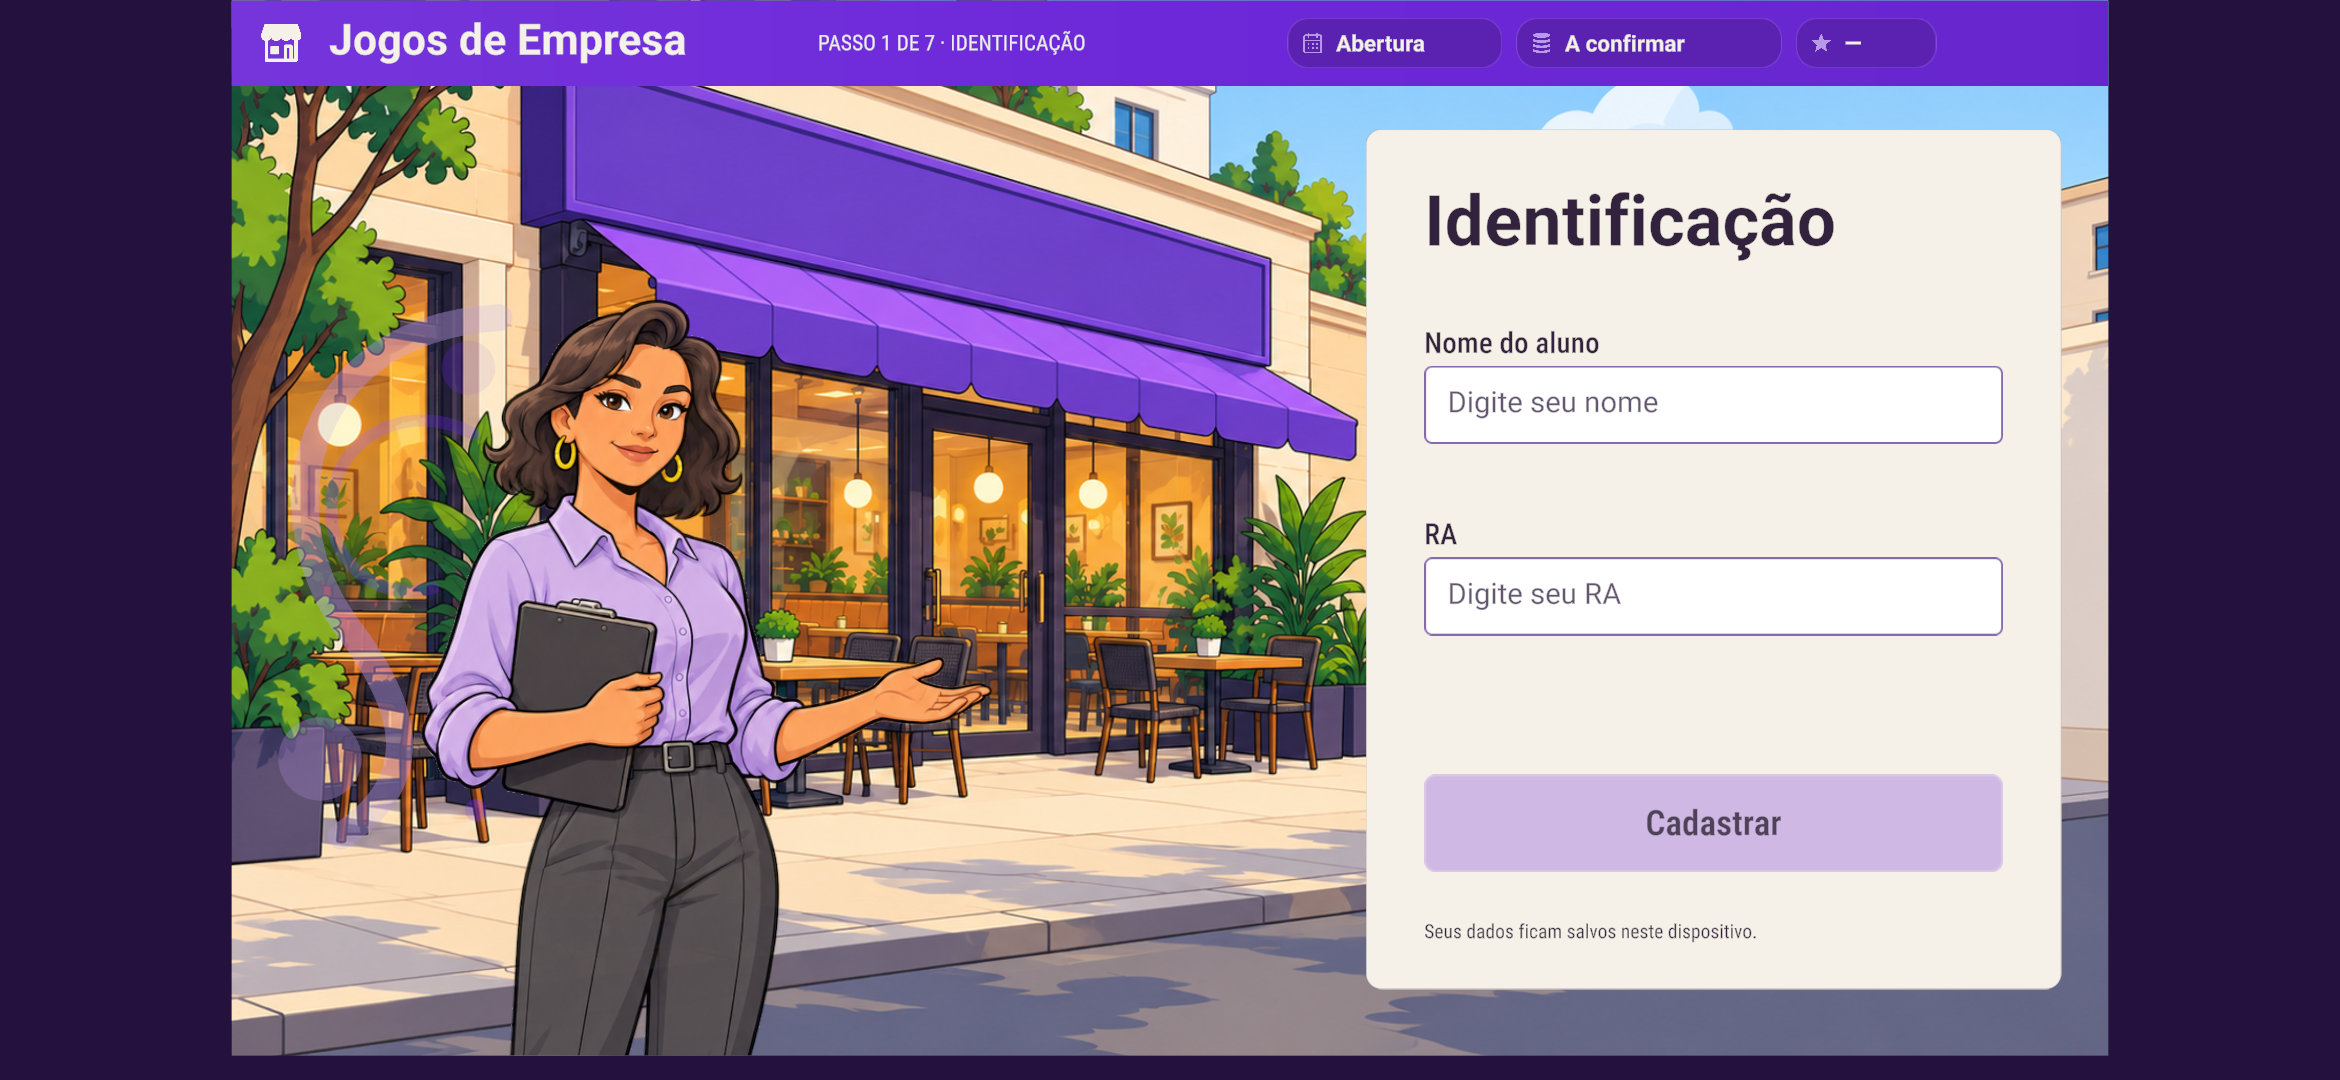 Jogos de Empresa
PASSO 1 DE 7 · IDENTIFICAÇÃO
Abertura
A confirmar
–
Identificação
Nome do aluno
Digite seu nome
RA
Digite seu RA
Cadastrar
Seus dados ficam salvos neste dispositivo.